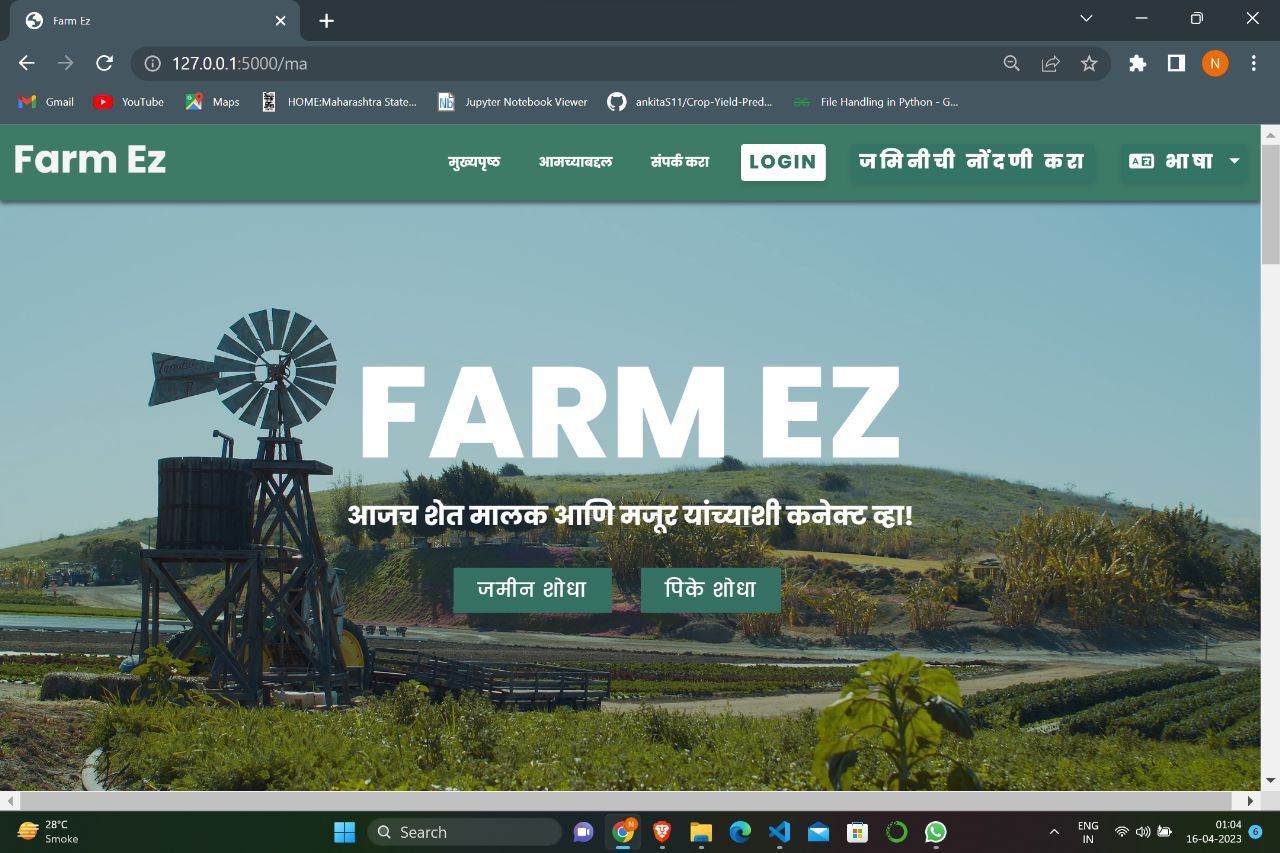 Farm Ez
127.0.0.1:5000/ma
N
Gmail
YouTube
Maps
HOME:Maharashtra State...
Jupyter Notebook Viewer
ankitaS11/Crop-Yield-Pred...
File Handling in Python - G...
Farm Ez
मुख्यपृष्ठ
आमच्याबद्दल
संपर्क करा
LOGIN
जमिनीची नोंदणी करा
भाषा
FARM EZ
आजच शेत मालक आणि मजूर यांच्याशी कनेक्ट व्हा!
जमीन शोधा
पिके शोधा
28°C
Smoke
Search
ENG
IN
01:04
16-04-2023
6